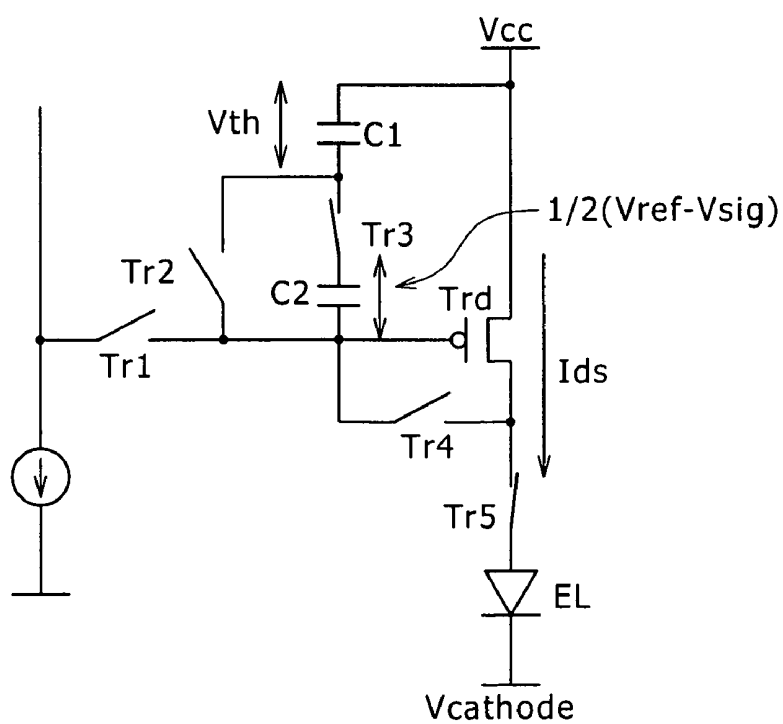 Vcc
Vth
C1
1/2(Vref-Vsig)
Tr3
Tr2
C2
Trd
Tr1
Ids
Tr4
Tr5
EL
Vcathode